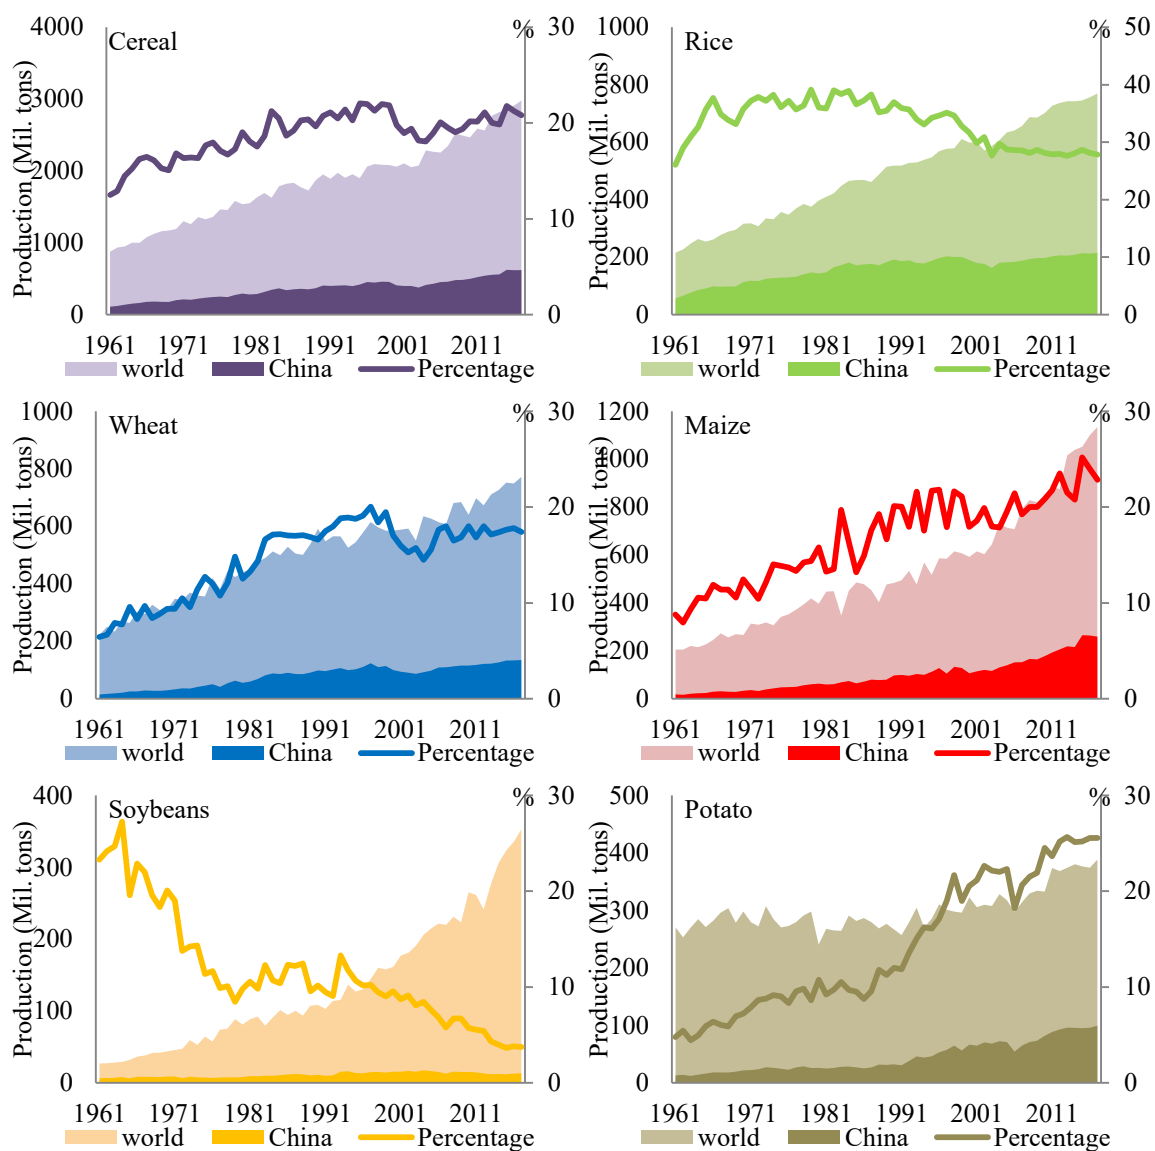 4000 % 30
Cereal
3000
20
2000
10
1000
0 0
Production (Mil. tons)
1961 1971 1981 1991 2001 2011
world China Percentage
1000 % 50
Rice
800 40
600 30
400 20
200 10
0 0
Production (Mil. tons)
1961 1971 1981 1991 2001 2011
world China Percentage
1000 % 30
Wheat
800
20
600
400
10
200
0 0
Production (Mil. tons)
1961 1971 1981 1991 2001 2011
world China Percentage
1200 % 30
Maize
1000
800 20
600
400 10
200
0 0
Production (Mil. tons)
1961 1971 1981 1991 2001 2011
world China Percentage
400 % 30
Soybeans
300
20
200
10
100
0 0
Production (Mil. tons)
1961 1971 1981 1991 2001 2011
world China Percentage
500 % 30
Potato
400
20
300
200
10
100
0 0
Production (Mil. tons)
1961 1971 1981 1991 2001 2011
world China Percentage